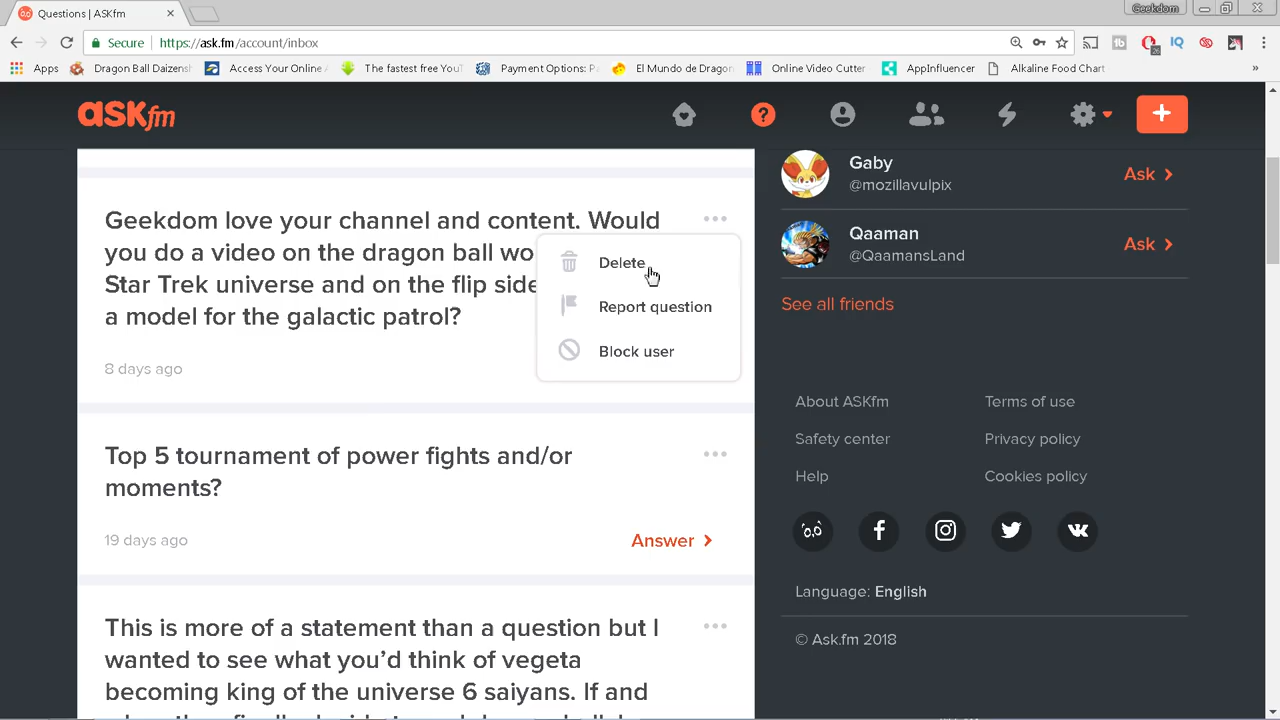 Questions | ASKfm
Geekdom
Secure https://ask.fm/account/inbox
Apps Dragon Ball Daizensh Access Your Online A The fastest free YouT Payment Options: Pa El Mundo de Dragon Online Video Cutter AppInfluencer Alkaline Food Chart »
ASKfm
Geekdom love your channel and content. Would
you do a video on the dragon ball wo
Star Trek universe and on the flip side
a model for the galactic patrol?
8 days ago
Delete
Report question
Block user
Top 5 tournament of power fights and/or
moments?
19 days ago
Answer
This is more of a statement than a question but I
wanted to see what you’d think of vegeta
becoming king of the universe 6 saiyans. If and
Gaby
@mozillavulpix
Ask
Qaaman
@QaamansLand
Ask
See all friends
About ASKfm
Terms of use
Safety center
Privacy policy
Help
Cookies policy
Language: English
© Ask.fm 2018